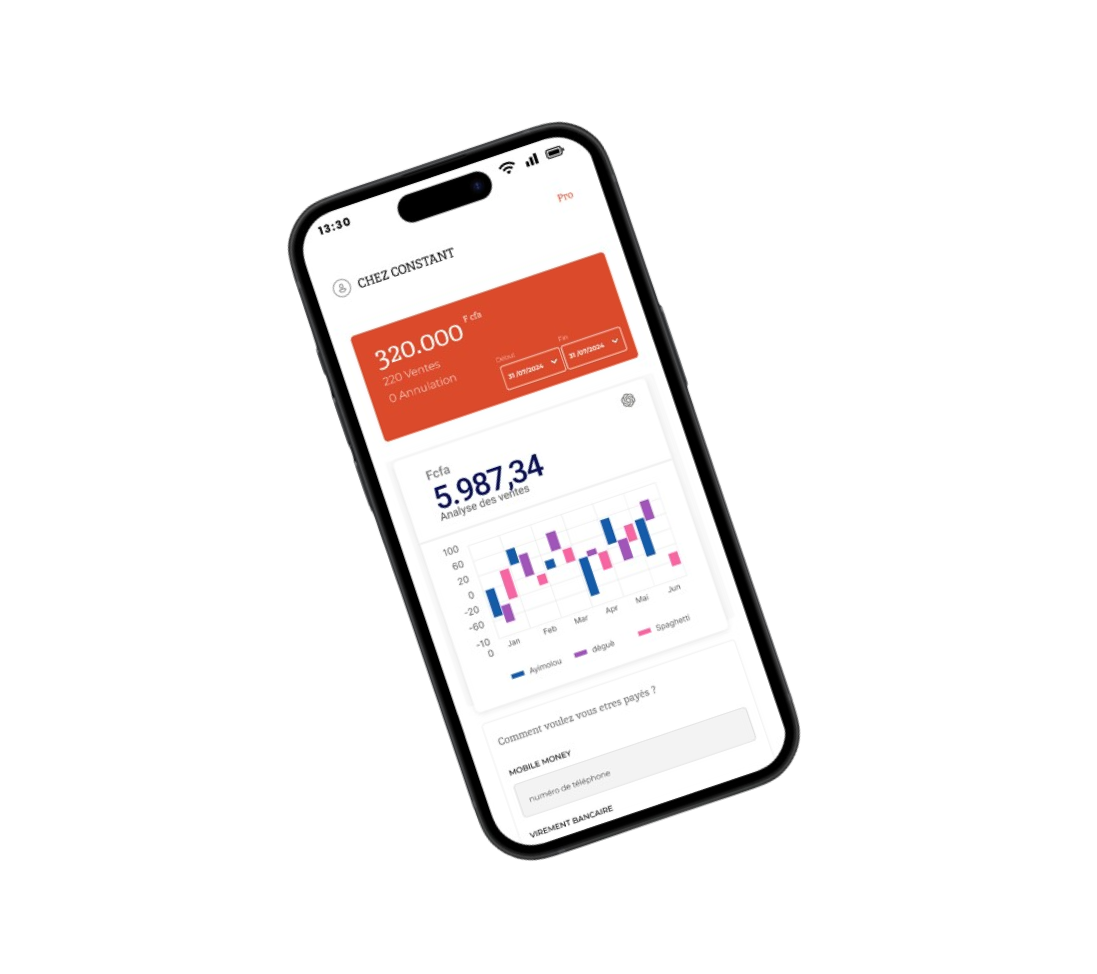 13:30
Pro
CHEZ CONSTANT
320.000 F cfa
220 Ventes
0 Annulation
Début
Fin
31 /07/2024
31 /07/2024
Fcfa
5.987,34
Analyse des ventes
100
60
20
0
-20
-60
-10
0
Jan
Feb
Mar
Apr
Mai
Jun
Ayimolou
dèguè
Spaghetti
Comment voulez vous etres payés ?
MOBILE MONEY
numéro de téléphone
VIREMENT BANCAIRE